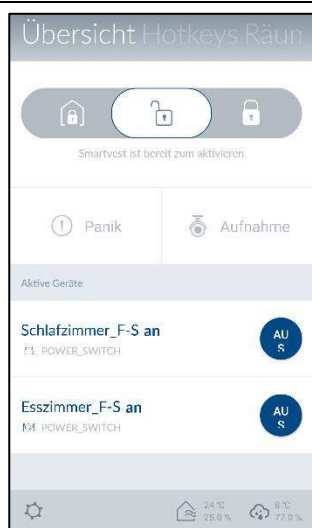 Übersicht Hotkeys Räun
Smartvest ist bereit zum aktivieren
Panik Aufnahme
Aktive Geräte
Schlafzimmer_F-S an
AU
S
POWER_SWITCH
Esszimmer_F-S an
AU
S
POWER_SWITCH
24 °C 8 °C
25.0 % 77.0 %